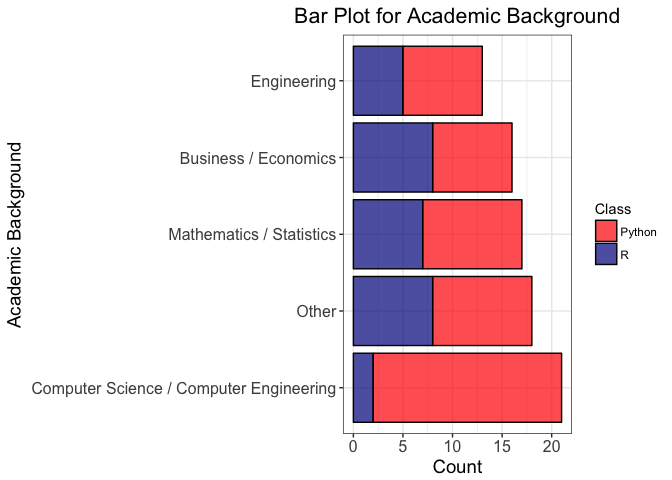 Bar Plot for Academic Background
Engineering
Business / Economics
Mathematics / Statistics
Other
Computer Science / Computer Engineering
0 5 10 15 20
Count
Academic Background
Class
Python
R